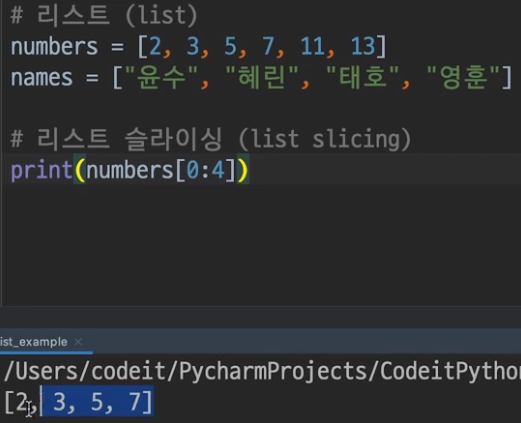 # 리스트 (list)
numbers = [2, 3, 5, 7, 11, 13]
names = ["윤수", "혜린", "태호", "영훈"]
# 리스트 슬라이싱 (list slicing)
print(numbers[0:4])
ist_example ×
/Users/codeit/PycharmProjects/CodeitPytho
[2, 3, 5, 7]